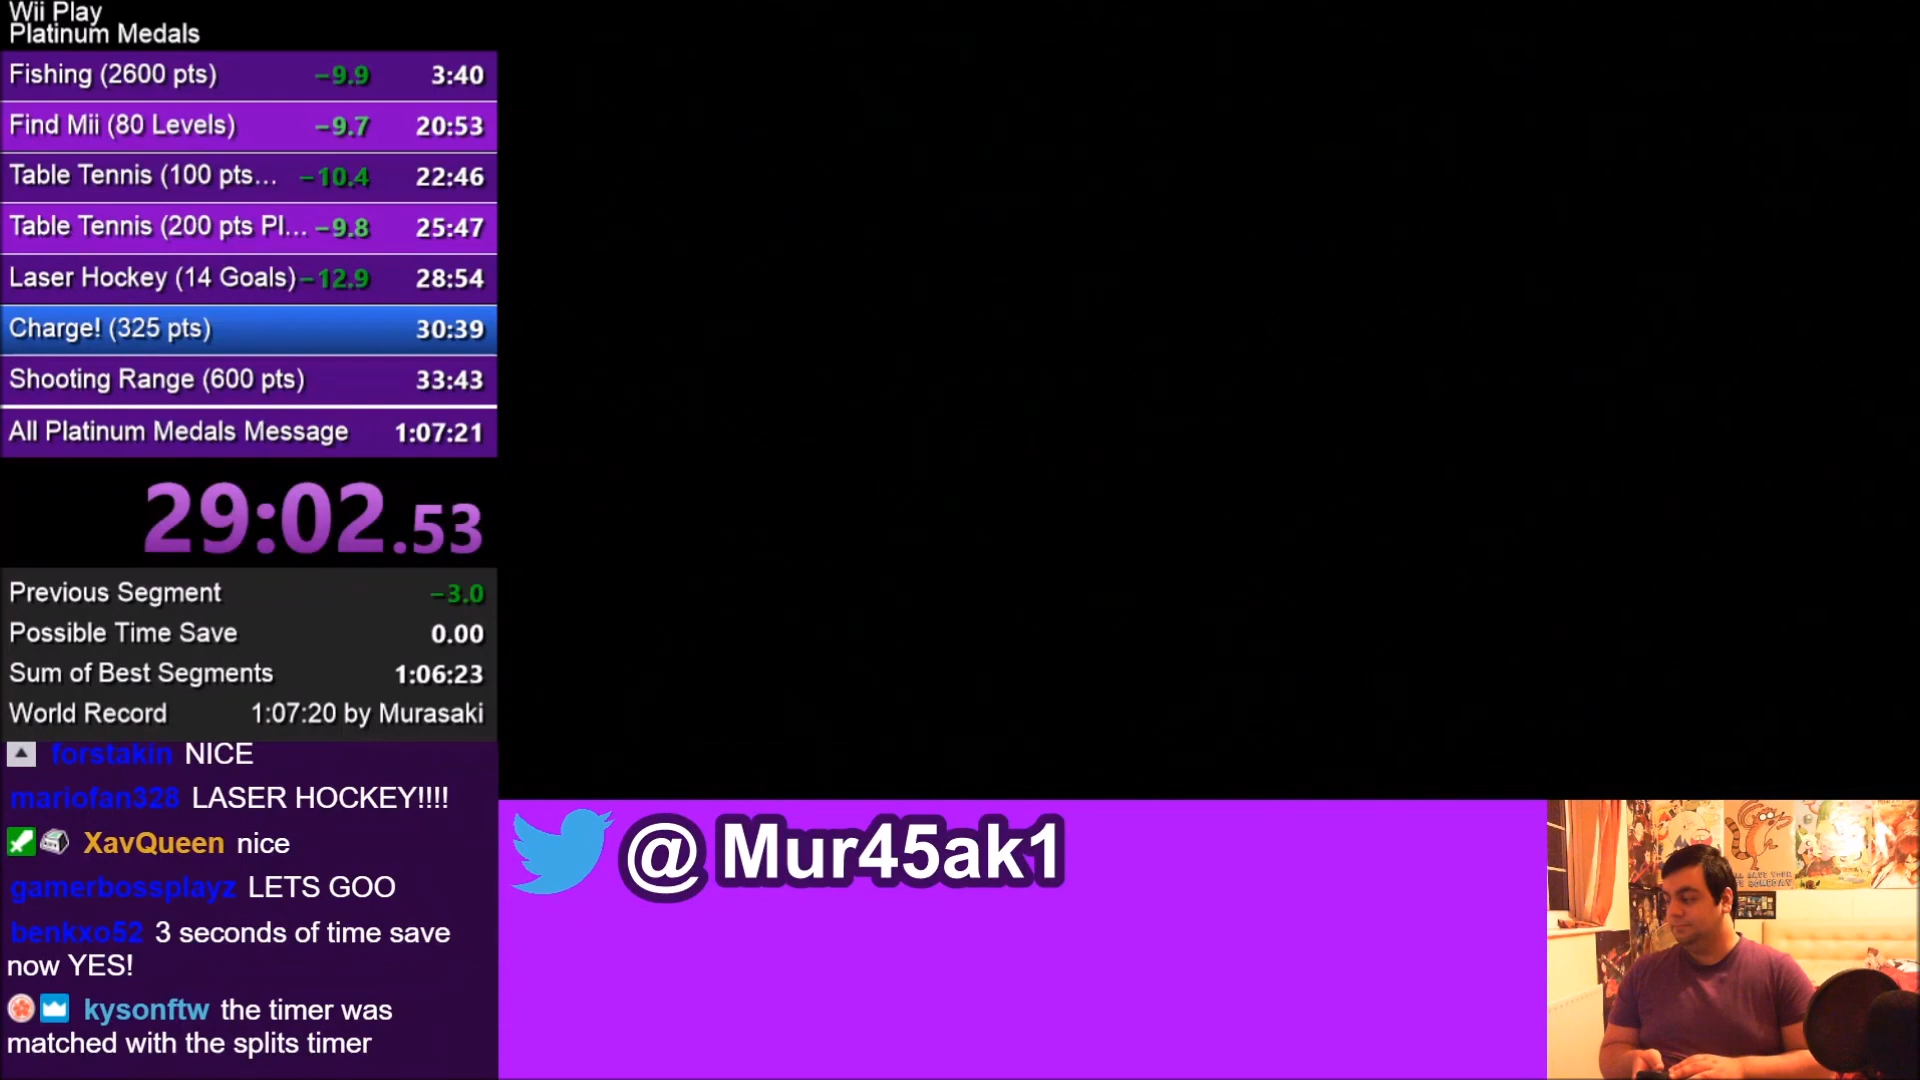 Wii Play
Platinum Medals
Fishing (2600 pts) −9.9 3:40
Find Mii (80 Levels) −9.7 20:53
Table Tennis (100 pts... −10.4 22:46
Table Tennis (200 pts Pl... −9.8 25:47
Laser Hockey (14 Goals) −12.9 28:54
Charge! (325 pts) 30:39
Shooting Range (600 pts) 33:43
All Platinum Medals Message 1:07:21
29:02.53
Previous Segment −3.0
Possible Time Save 0.00
Sum of Best Segments 1:06:23
World Record 1:07:20 by Murasaki
forstakin NICE
mariofan328 LASER HOCKEY!!!!
XavQueen nice
gamerbossplayz LETS GOO
benkxo52 3 seconds of time save
now YES!
kysonftw the timer was
matched with the splits timer
@Mur45ak1